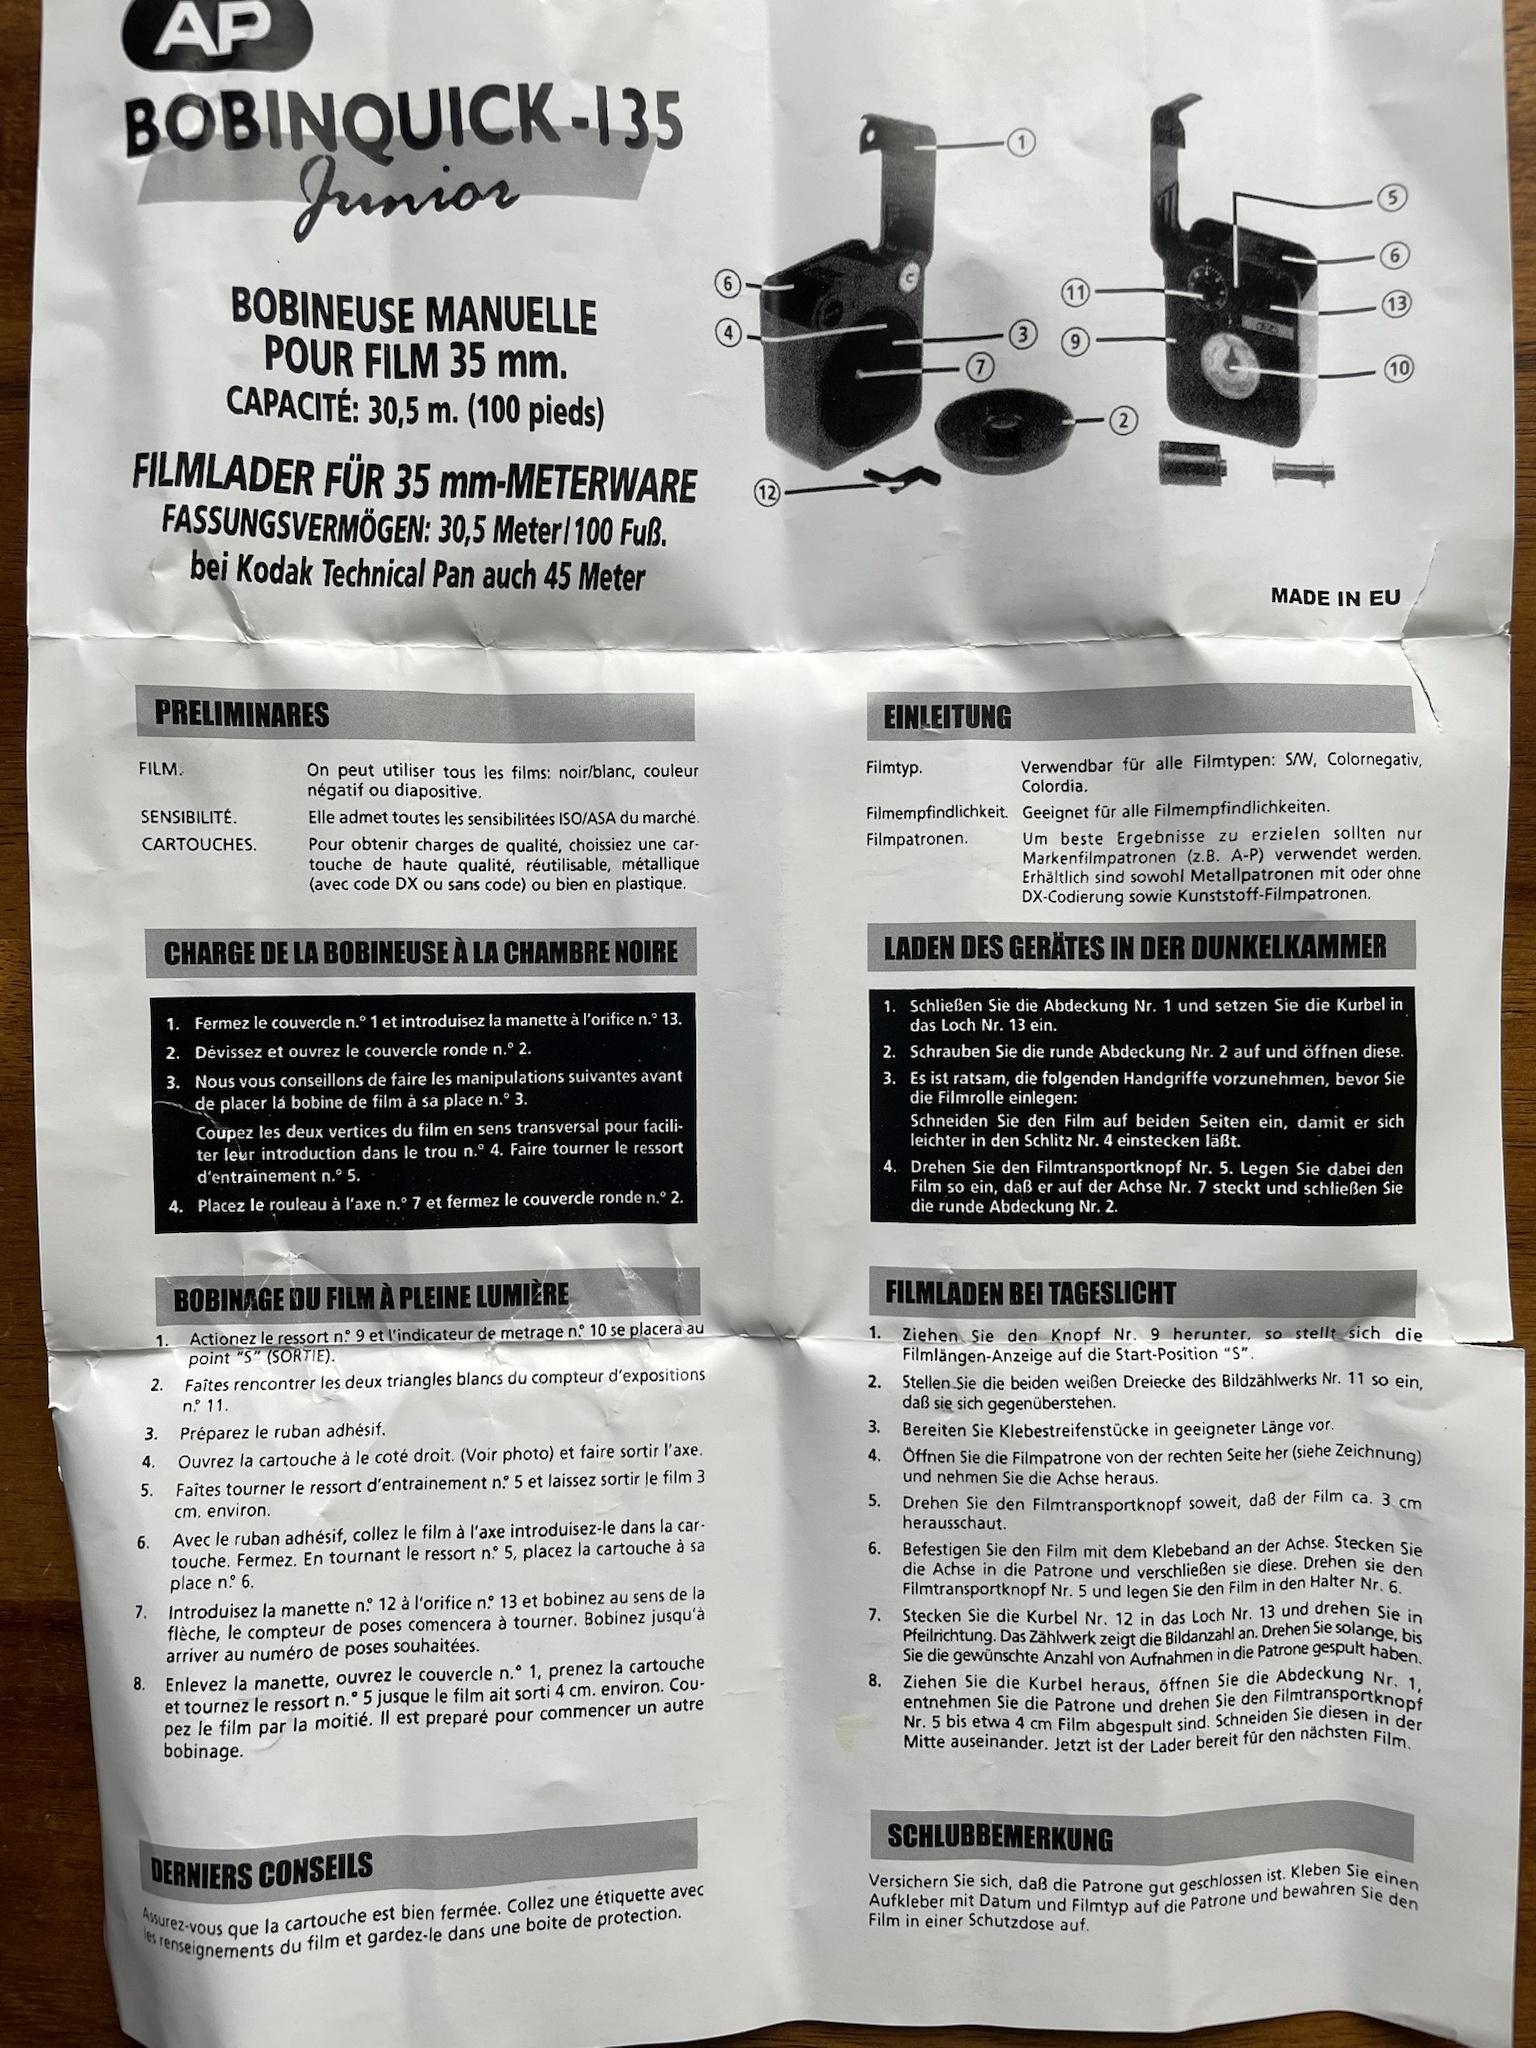 AP
BOBINQUICK-135
Junior
BOBINEUSE MANUELLE
POUR FILM 35 mm.
CAPACITÉ: 30,5 m. (100 pieds)
FILMLADER FÜR 35 mm-METERWARE
FASSUNGSVERMÖGEN: 30,5 Meter/100 Fuß.
bei Kodak Technical Pan auch 45 Meter
1
5
6
6
11
13
4
3
9
7
10
2
12
MADE IN EU
PRELIMINARES
FILM.
On peut utiliser tous les films: noir/blanc, couleur
négatif ou diapositive.
SENSIBILITÉ.
Elle admet toutes les sensibilitées ISO/ASA du marché.
CARTOUCHES.
Pour obtenir charges de qualité, choissiez une car-
touche de haute qualité, réutilisable, métallique
(avec code DX ou sans code) ou bien en plastique.
CHARGE DE LA BOBINEUSE À LA CHAMBRE NOIRE
1. Fermez le couvercle n.° 1 et introduisez la manette à l'orifice n.° 13.
2. Dévissez et ouvrez le couvercle ronde n.° 2.
3. Nous vous conseillons de faire les manipulations suivantes avant
de placer lá bobine de film à sa place n.° 3.
Coupez les deux vertices du film en sens transversal pour facili-
ter leur introduction dans le trou n.° 4. Faire tourner le ressort
d'entraînement n.° 5.
4. Placez le rouleau à l'axe n.° 7 et fermez le couvercle ronde n.° 2.
BOBINAGE DU FILM À PLEINE LUMIÈRE
1. Actionez le ressort n.° 9 et l'indicateur de metrage n.° 10 se placera au
point "S" (SORTIE).
2. Faîtes rencontrer les deux triangles blancs du compteur d'expositions
n.° 11.
3. Préparez le ruban adhésif.
4. Ouvrez la cartouche à le coté droit. (Voir photo) et faire sortir l'axe.
5. Faîtes tourner le ressort d'entrainement n.° 5 et laissez sortir le film 3
cm. environ.
6. Avec le ruban adhésif, collez le film à l'axe introduisez-le dans la car-
touche. Fermez. En tournant le ressort n.° 5, placez la cartouche à sa
place n.° 6.
7. Introduisez la manette n.° 12 à l'orifice n.° 13 et bobinez au sens de la
flèche, le compteur de poses comencera à tourner. Bobinez jusqu'à
arriver au numéro de poses souhaitées.
8. Enlevez la manette, ouvrez le couvercle n.° 1, prenez la cartouche
et tournez le ressort n.° 5 jusque le film ait sorti 4 cm. environ. Cou-
pez le film par la moitié. Il est preparé pour commencer un autre
bobinage.
DERNIERS CONSEILS
Assurez-vous que la cartouche est bien fermée. Collez une étiquette avec
les renseignements du film et gardez-le dans une boite de protection.
EINLEITUNG
Filmtyp.
Verwendbar für alle Filmtypen: S/W, Colornegativ,
Colordia.
Filmempfindlichkeit.
Geeignet für alle Filmempfindlichkeiten.
Filmpatronen.
Um beste Ergebnisse zu erzielen sollten nur
Markenfilmpatronen (z.B. A-P) verwendet werden.
Erhältlich sind sowohl Metallpatronen mit oder ohne
DX-Codierung sowie Kunststoff-Filmpatronen.
LADEN DES GERÄTES IN DER DUNKELKAMMER
1. Schließen Sie die Abdeckung Nr. 1 und setzen Sie die Kurbel in
das Loch Nr. 13 ein.
2. Schrauben Sie die runde Abdeckung Nr. 2 auf und öffnen diese.
3. Es ist ratsam, die folgenden Handgriffe vorzunehmen, bevor Sie
die Filmrolle einlegen:
Schneiden Sie den Film auf beiden Seiten ein, damit er sich
leichter in den Schlitz Nr. 4 einstecken läßt.
4. Drehen Sie den Filmtransportknopf Nr. 5. Legen Sie dabei den
Film so ein, daß er auf der Achse Nr. 7 steckt und schließen Sie
die runde Abdeckung Nr. 2.
FILMLADEN BEI TAGESLICHT
1. Ziehen Sie den Knopf Nr. 9 herunter, so stellt sich die
Filmlängen-Anzeige auf die Start-Position "S".
2. Stellen Sie die beiden weißen Dreiecke des Bildzählwerks Nr. 11 so ein,
daß sie sich gegenüberstehen.
3. Bereiten Sie Klebestreifenstücke in geeigneter Länge vor.
4. Öffnen Sie die Filmpatrone von der rechten Seite her (siehe Zeichnung)
und nehmen Sie die Achse heraus.
5. Drehen Sie den Filmtransportknopf soweit, daß der Film ca. 3 cm
herausschaut.
6. Befestigen Sie den Film mit dem Klebeband an der Achse. Stecken Sie
die Achse in die Patrone und verschließen sie diese. Drehen sie den
Filmtransportknopf Nr. 5 und legen Sie den Film in den Halter Nr. 6.
7. Stecken Sie die Kurbel Nr. 12 in das Loch Nr. 13 und drehen Sie in
Pfeilrichtung. Das Zählwerk zeigt die Bildanzahl an. Drehen Sie solange, bis
Sie die gewünschte Anzahl von Aufnahmen in die Patrone gespult haben.
8. Ziehen Sie die Kurbel heraus, öffnen Sie die Abdeckung Nr. 1,
entnehmen Sie die Patrone und drehen Sie den Filmtransportknopf
Nr. 5 bis etwa 4 cm Film abgespult sind. Schneiden Sie diesen in der
Mitte auseinander. Jetzt ist der Lader bereit für den nächsten Film.
SCHLUBBEMERKUNG
Versichern Sie sich, daß die Patrone gut geschlossen ist. Kleben Sie einen
Aufkleber mit Datum und Filmtyp auf die Patrone und bewahren Sie den
Film in einer Schutzdose auf.